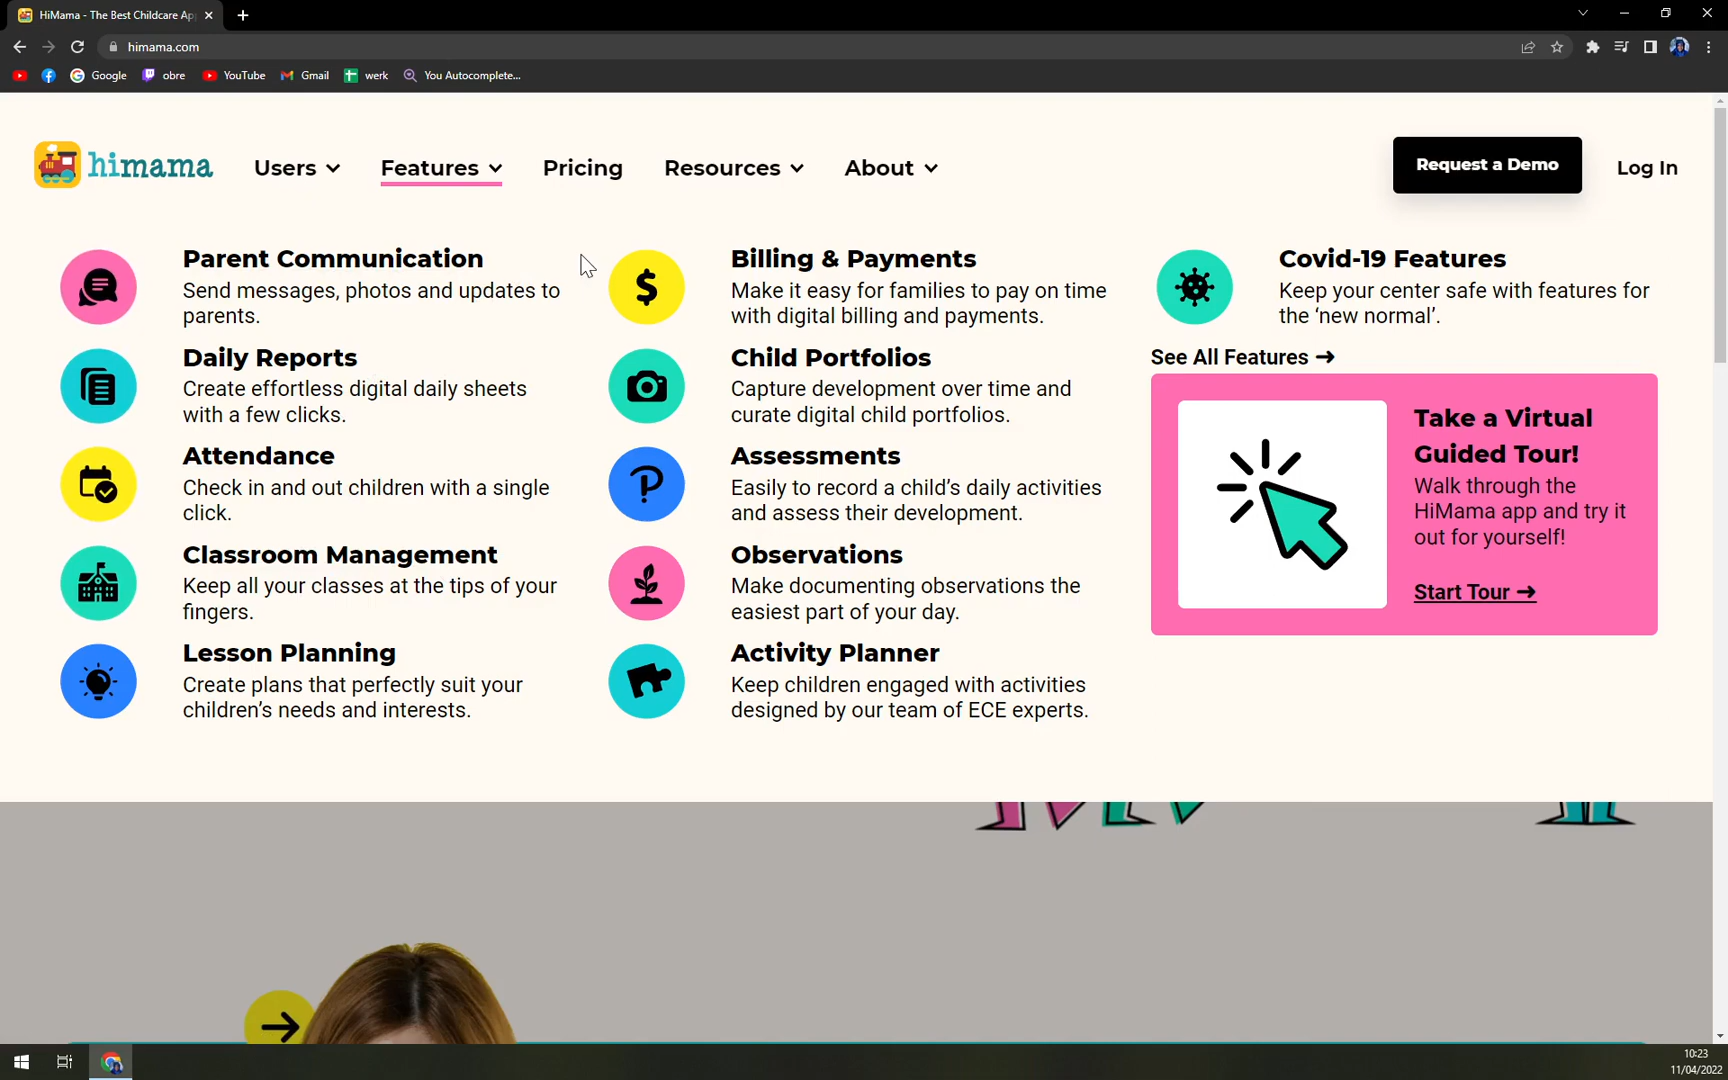 HiMama - The Best Childcare Ap
himama.com
Google
obre
YouTube
Gmail
werk
You Autocomplete...
himama
Users
Features
Pricing
Resources
About
Request a Demo
Log In
Parent Communication
Send messages, photos and updates to
parents.
Daily Reports
Create effortless digital daily sheets
with a few clicks.
Attendance
Check in and out children with a single
click.
Classroom Management
Keep all your classes at the tips of your
fingers.
Lesson Planning
Create plans that perfectly suit your
children’s needs and interests.
$
Billing & Payments
Make it easy for families to pay on time
with digital billing and payments.
Child Portfolios
Capture development over time and
curate digital child portfolios.
Assessments
Easily to record a child’s daily activities
and assess their development.
Observations
Make documenting observations the
easiest part of your day.
Activity Planner
Keep children engaged with activities
designed by our team of ECE experts.
Covid-19 Features
Keep your center safe with features for
the ‘new normal’.
See All Features →
Take a Virtual
Guided Tour!
Walk through the
HiMama app and try it
out for yourself!
Start Tour →
10:23
11/04/2022